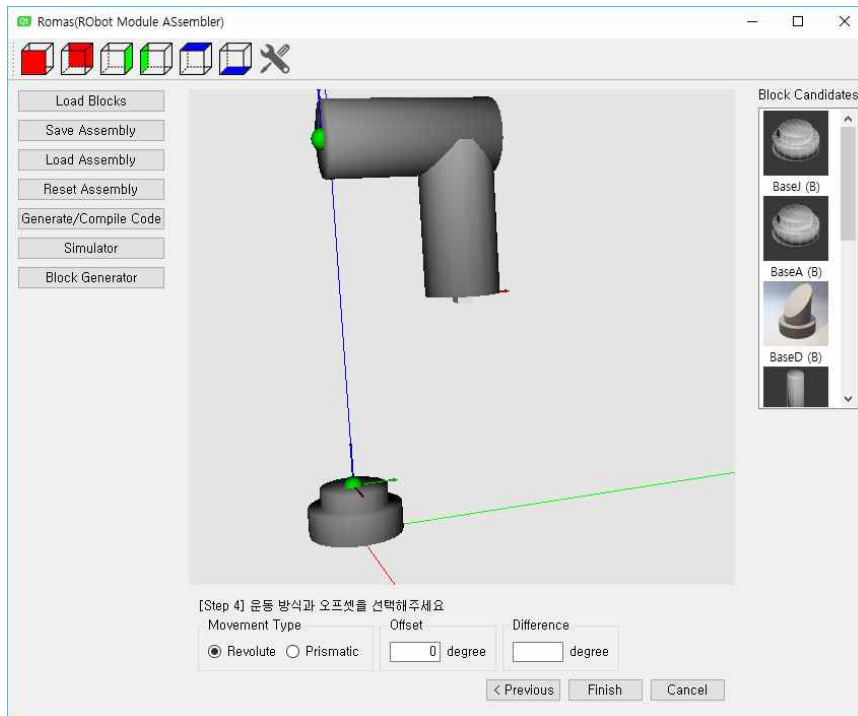 Romas(RObot Module ASsembler)
Load Blocks
Save Assembly
Load Assembly
Reset Assembly
Generate/Compile Code
Simulator
Block Generator
Block Candidates
BaseJ (B)
BaseA (B)
BaseD (B)
[Step 4] 운동 방식과 오프셋을 선택해주세요
Movement Type
Revolute
Prismatic
Offset
0 degree
Difference
degree
< Previous
Finish
Cancel